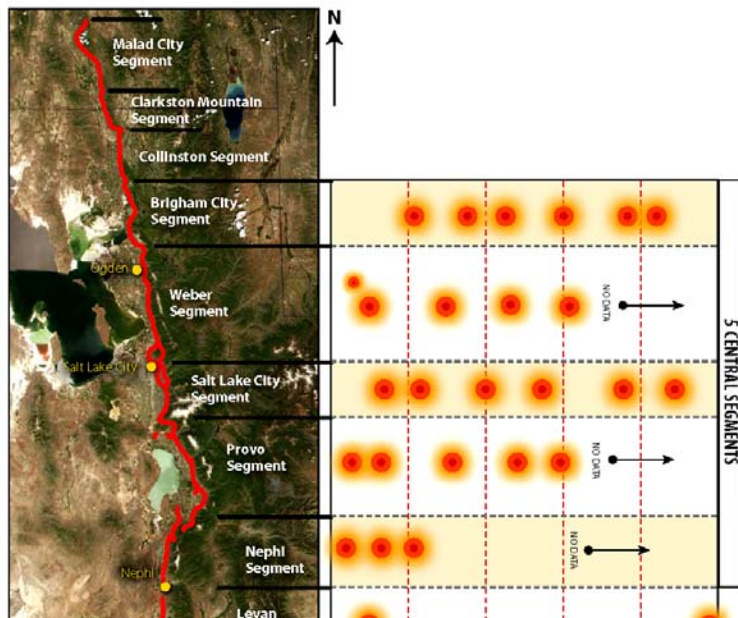 N
Malad City
Segment
Clarkston Mountain
Segment
Collinston Segment
Brigham City
Segment
Ogden
Weber
Segment
NO DATA
Salt Lake City
Salt Lake City
Segment
Provo
Segment
NO DATA
5 CENTRAL SEGMENTS
Nephi
Segment
NO DATA
Nephi
Levan